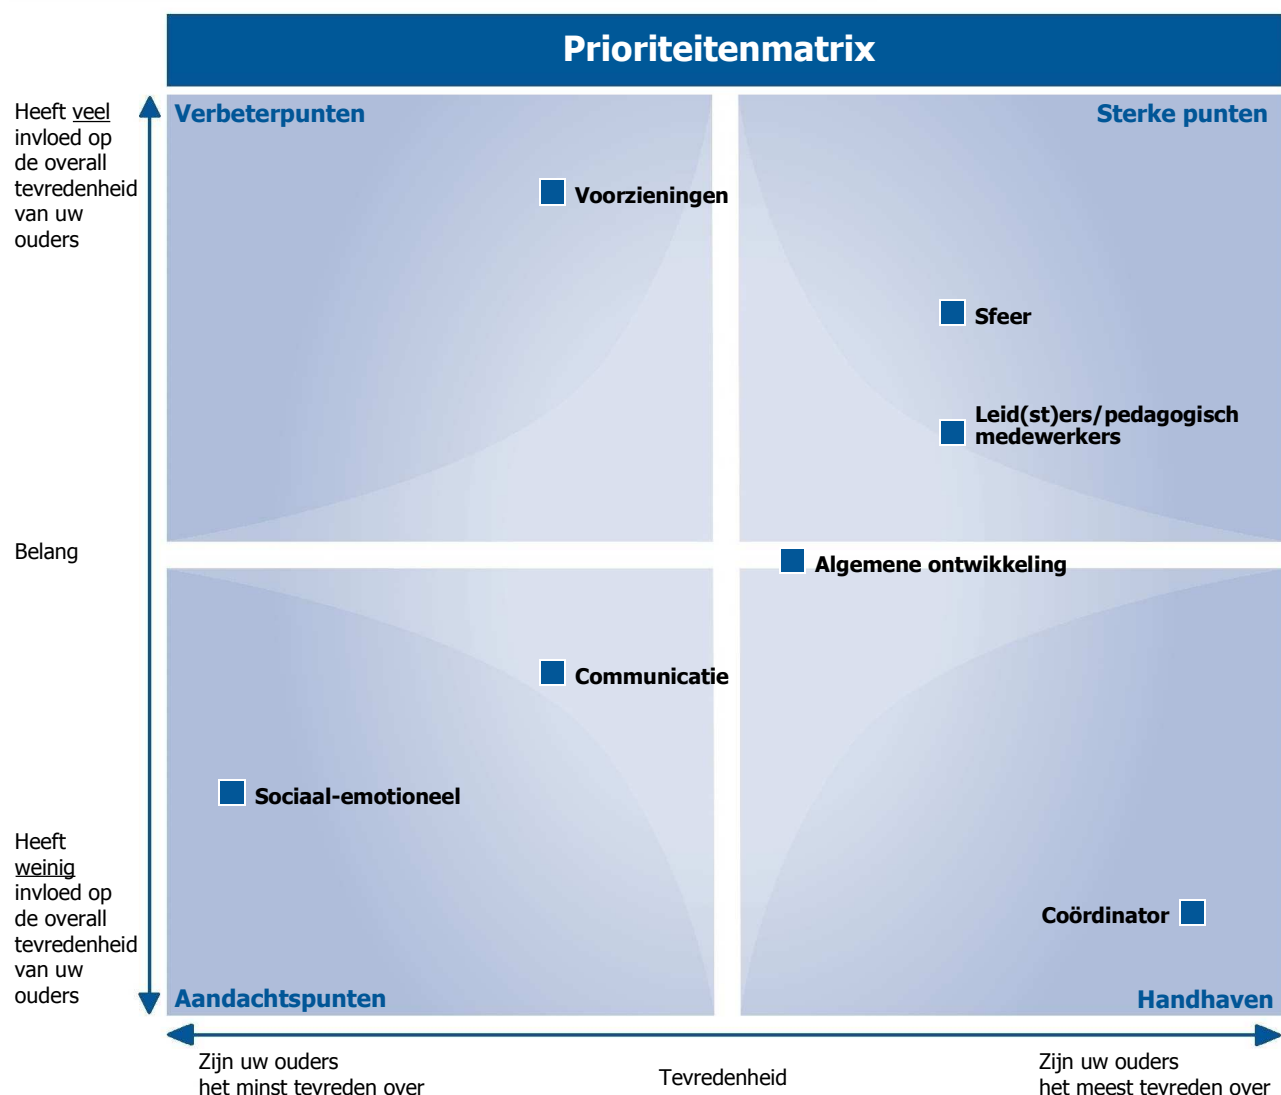 Prioriteitenmatrix
Heeft veel
invloed op
de overall
tevredenheid
van uw
ouders
Verbeterpunten
Sterke punten
Voorzieningen
Sfeer
Leid(st)ers/pedagogisch
medewerkers
Belang
Algemene ontwikkeling
Communicatie
Sociaal-emotioneel
Heeft
weinig
invloed op
de overall
tevredenheid
van uw
ouders
Coördinator
Aandachtspunten
Handhaven
Zijn uw ouders
het minst tevreden over
Tevredenheid
Zijn uw ouders
het meest tevreden over